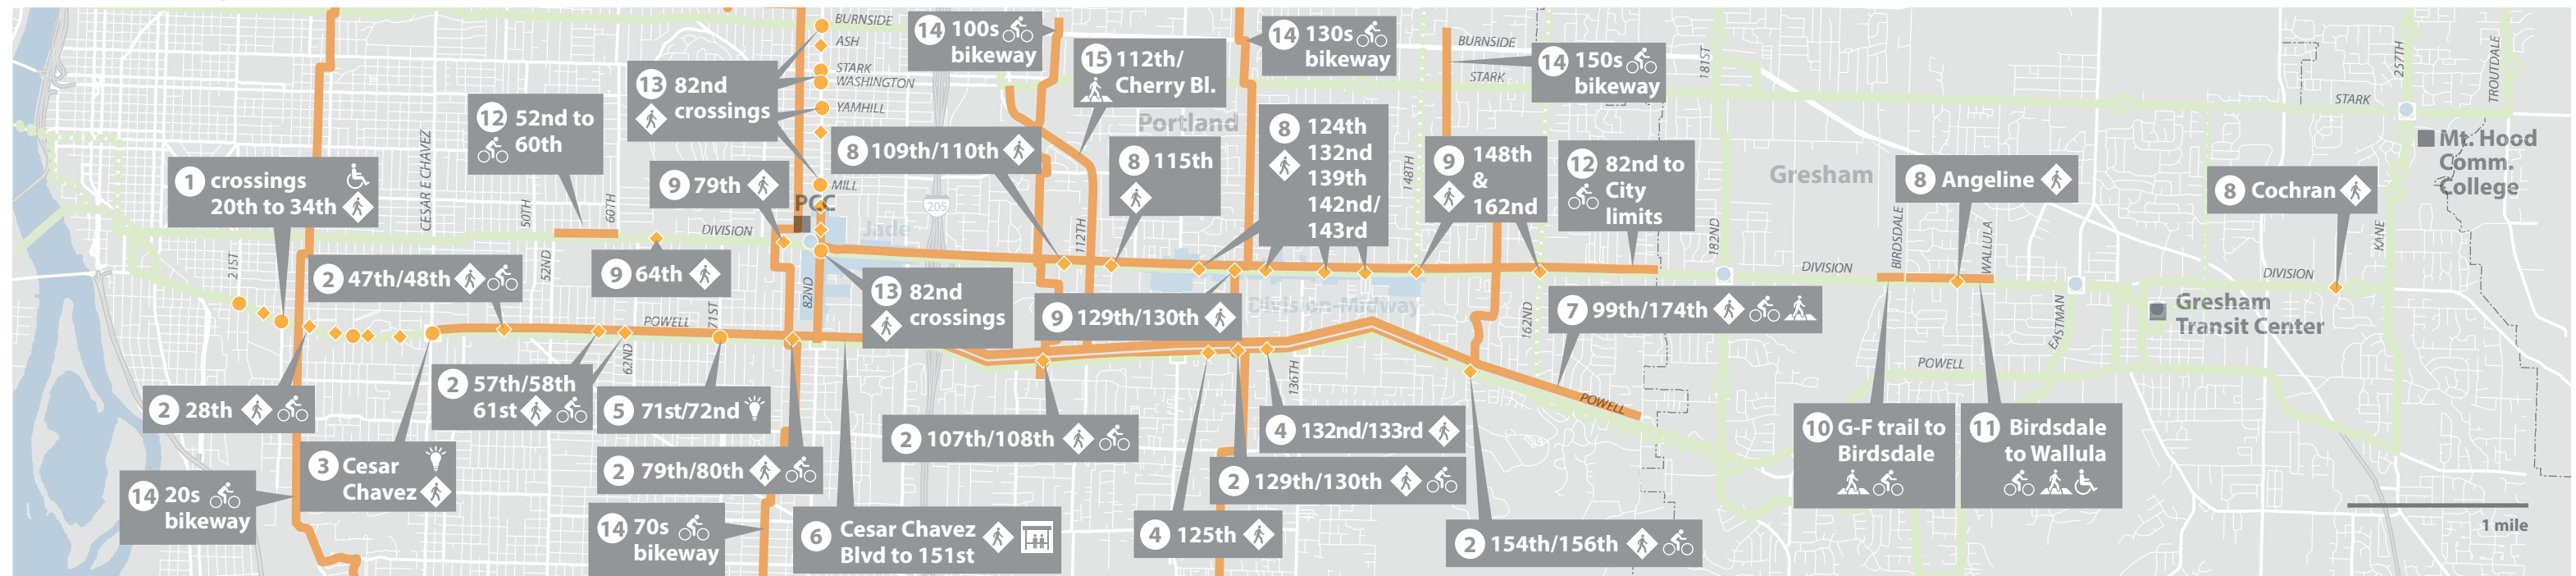 BURNSIDE
ASH
STARK
WASHINGTON
YAMHILL
MILL
14 100s
bikeway
15 112th/
Cherry Bl.
14 130s
bikeway
BURNSIDE
STARK
14 150s
bikeway
181ST
257TH
TROUTDALE
STARK
13 82nd
crossings
12 52nd to
60th
CESAR E CHAVEZ
Portland
8 109th/110th
8 115th
8 124th
132nd
139th
142nd/
143rd
148TH
9 148th
&
162nd
12 82nd to
City
limits
Gresham
8 Angeline
8 Cochran
Mt. Hood
Comm.
College
1 crossings
20th to 34th
9 79th
PCC
205
Jade
50TH
60TH
DIVISION
112TH
21ST
52ND
182ND
BIRDSDALE
WALLULA
KANE
DIVISION
DIVISION
EASTMAN
Gresham
Transit Center
2 47th/48th
9 64th
82ND
13 82nd
crossings
9 129th/130th
Division-Midway
162ND
7 99th/174th
71ST
POWELL
62ND
136TH
POWELL
POWELL
2 28th
2 57th/58th
61st
5 71st/72nd
2 107th/108th
4 132nd/133rd
10 G-F trail to
Birdsdale
11 Birdsdale
to Wallula
3 Cesar
Chavez
2 79th/80th
2 129th/130th
14 20s
bikeway
14 70s
bikeway
6 Cesar Chavez
Blvd to 151st
4 125th
2 154th/156th
1 mile